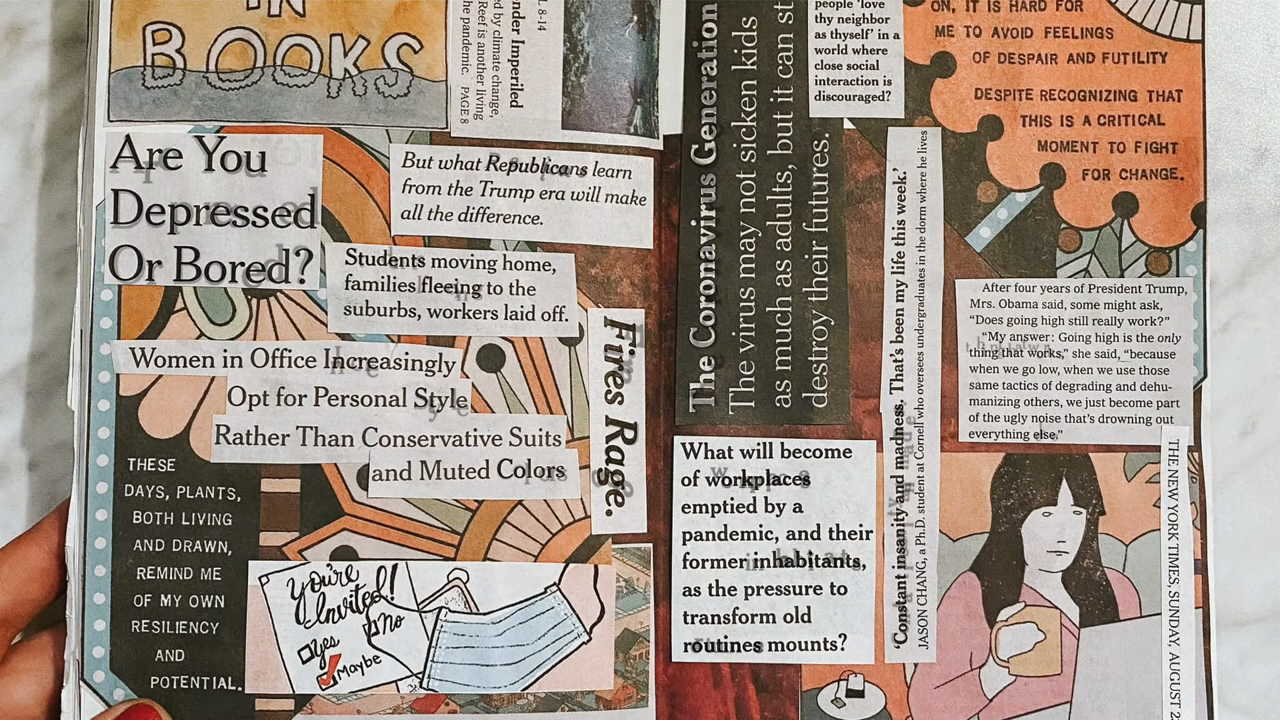 IN
BOOKS
8-14
nder Imperiled
ed by climate change,
Reef is another living
he pandemic. PAGE 8
Are You
Depressed
Or Bored?
But what Republicans learn
from the Trump era will make
all the difference.
Students moving home,
families fleeing to the
suburbs, workers laid off.
Women in Office Increasingly
Opt for Personal Style
Rather Than Conservative Suits
and Muted Colors
Fires Rage.
THESE
DAYS, PLANTS,
BOTH LIVING
AND DRAWN,
REMIND ME
OF MY OWN
RESILIENCY
AND
POTENTIAL.
You're
Invited!
Yes
No
Maybe
The Coronavirus Generation
The virus may not sicken kids
as much as adults, but it can st
destroy their futures.
people 'love
thy neighbor
as thyself' in a
world where
close social
interaction is
discouraged?
ON, IT IS HARD FOR
ME TO AVOID FEELINGS
OF DESPAIR AND FUTILITY
DESPITE RECOGNIZING THAT
THIS IS A CRITICAL
MOMENT TO FIGHT
FOR CHANGE.
What will become
of workplaces
emptied by a
pandemic, and their
former inhabitants,
as the pressure to
transform old
routines mounts?
'Constant insanity and madness. That's been my life this week.'
JASON CHANG, a Ph.D. student at Cornell who oversees undergraduates in the dorm where he lives
After four years of President Trump,
Mrs. Obama said, some might ask,
"Does going high still really work?"
"My answer: Going high is the only
thing that works," she said, "because
when we go low, when we use those
same tactics of degrading and dehu-
manizing others, we just become part
of the ugly noise that's drowning out
everything else."
THE NEW YORK TIMES, SUNDAY, AUGUST 2